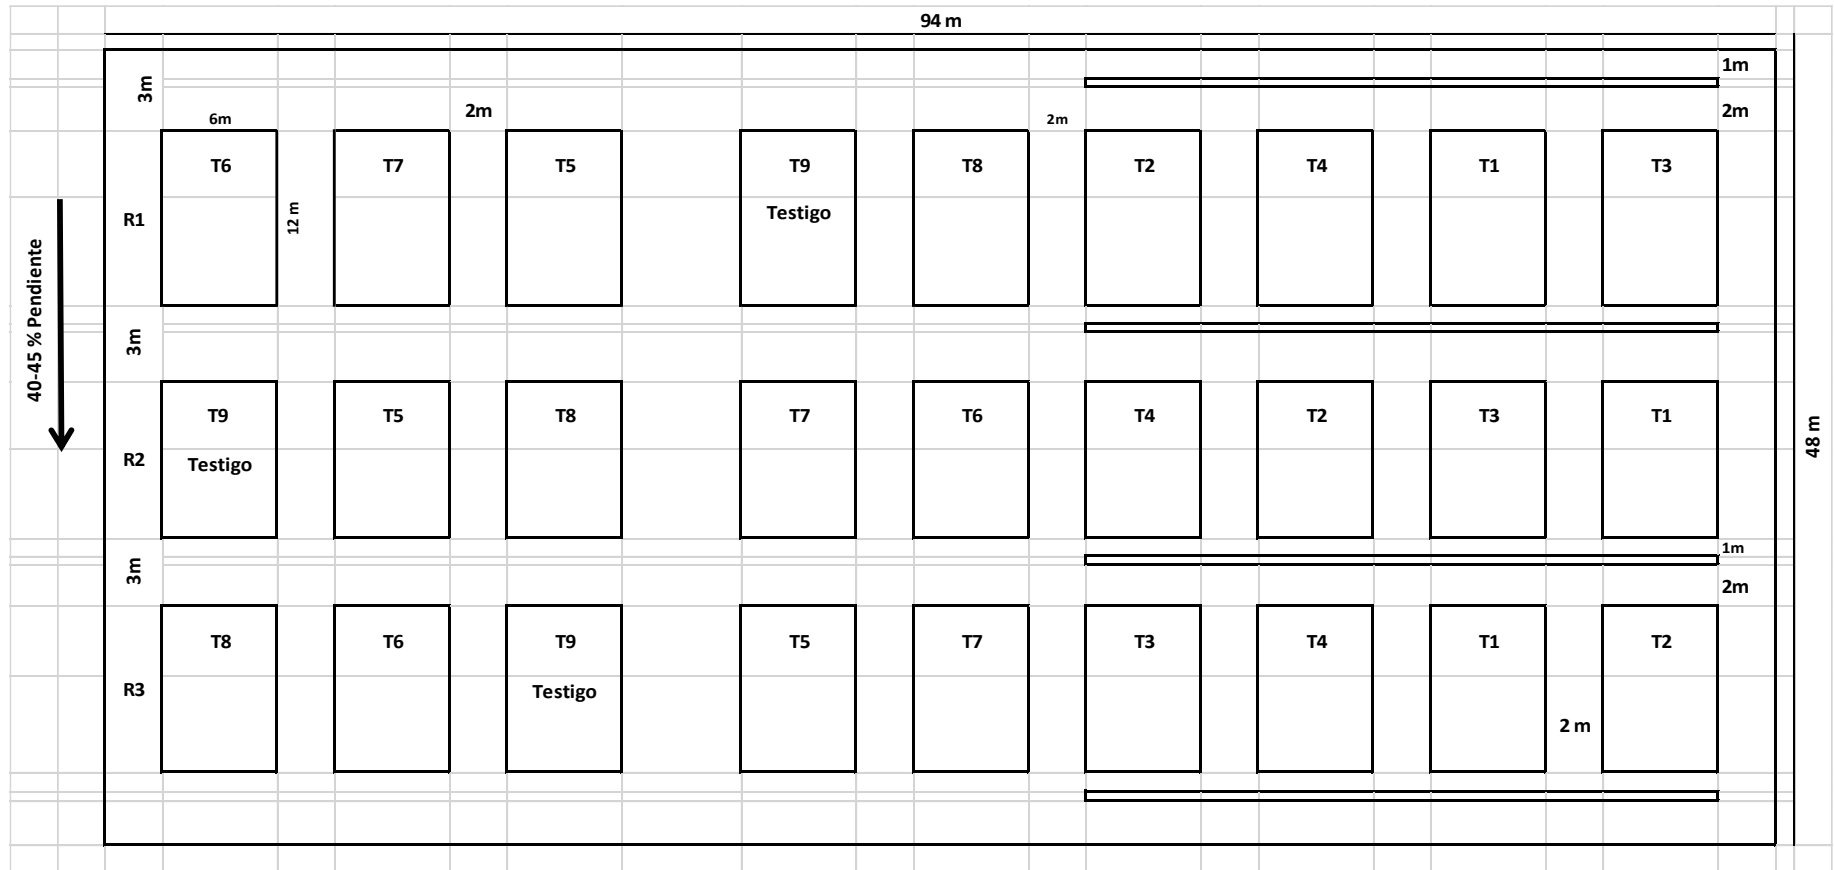 94 m
1m
3m
2m
2m
6m
2m
T6
T7
T5
T9
T8
T2
T4
T1
T3
Testigo
12 m
R1
40-45 % Pendiente
3m
T9
T5
T8
T7
T6
T4
T2
T3
T1
Testigo
R2
48 m
1m
3m
2m
T8
T6
T9
T5
T7
T3
T4
T1
T2
Testigo
R3
2 m